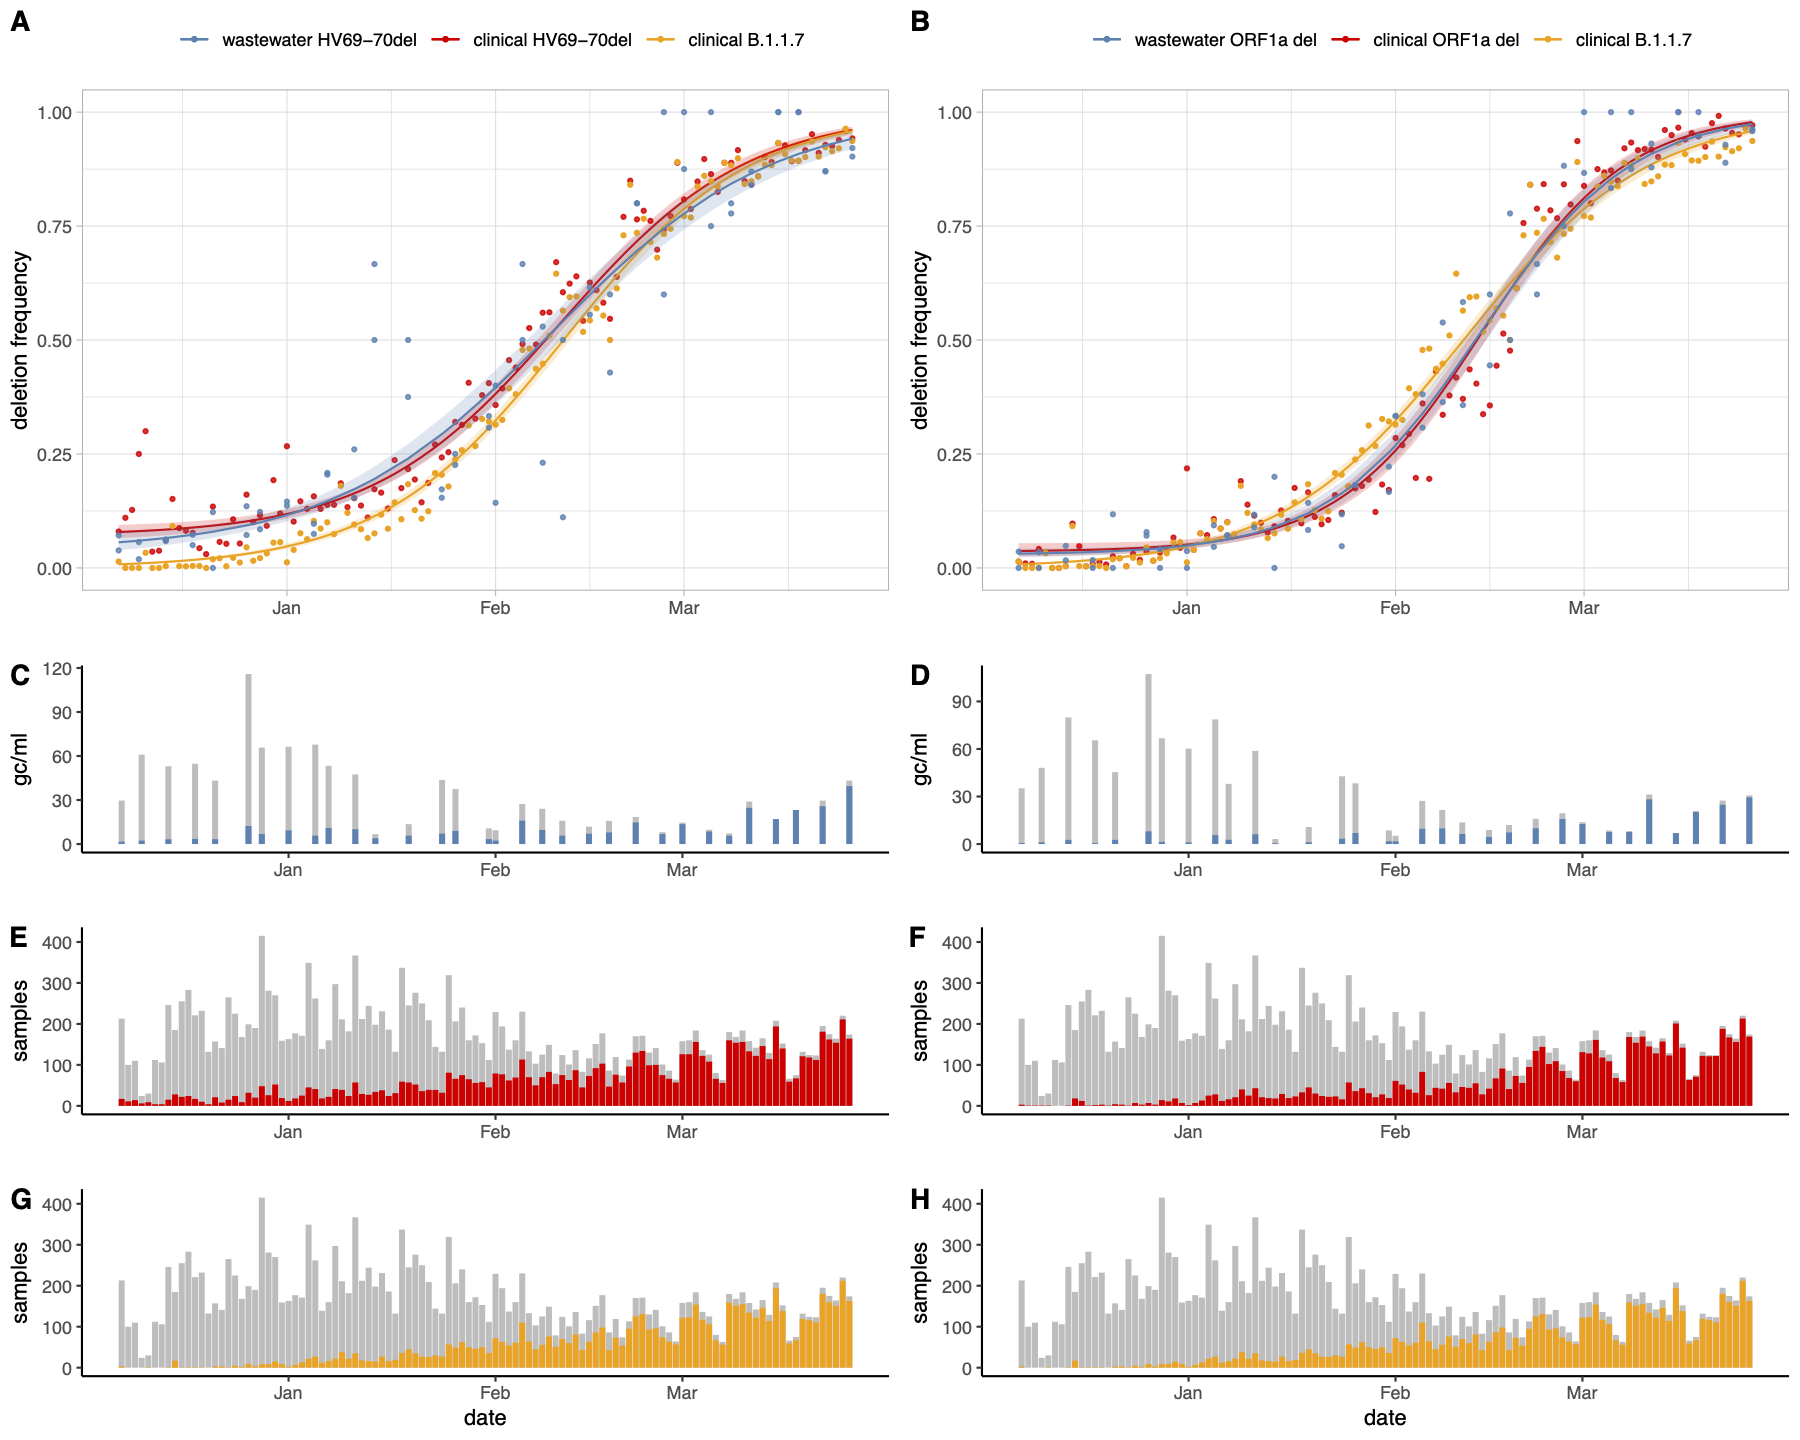 A
wastewater HV69−70del clinical HV69−70del clinical B.1.1.7
1.00
0.75
0.50
0.25
0.00
deletion frequency
Jan Feb Mar
B
wastewater ORF1a del clinical ORF1a del clinical B.1.1.7
1.00
0.75
0.50
0.25
0.00
deletion frequency
Jan Feb Mar
C
120
90
60
30
0
gc/ml
Jan Feb Mar
D
90
60
30
0
gc/ml
Jan Feb Mar
E
400
300
200
100
0
samples
Jan Feb Mar
F
400
300
200
100
0
samples
Jan Feb Mar
G
400
300
200
100
0
samples
Jan Feb Mar
date
H
400
300
200
100
0
samples
Jan Feb Mar
date